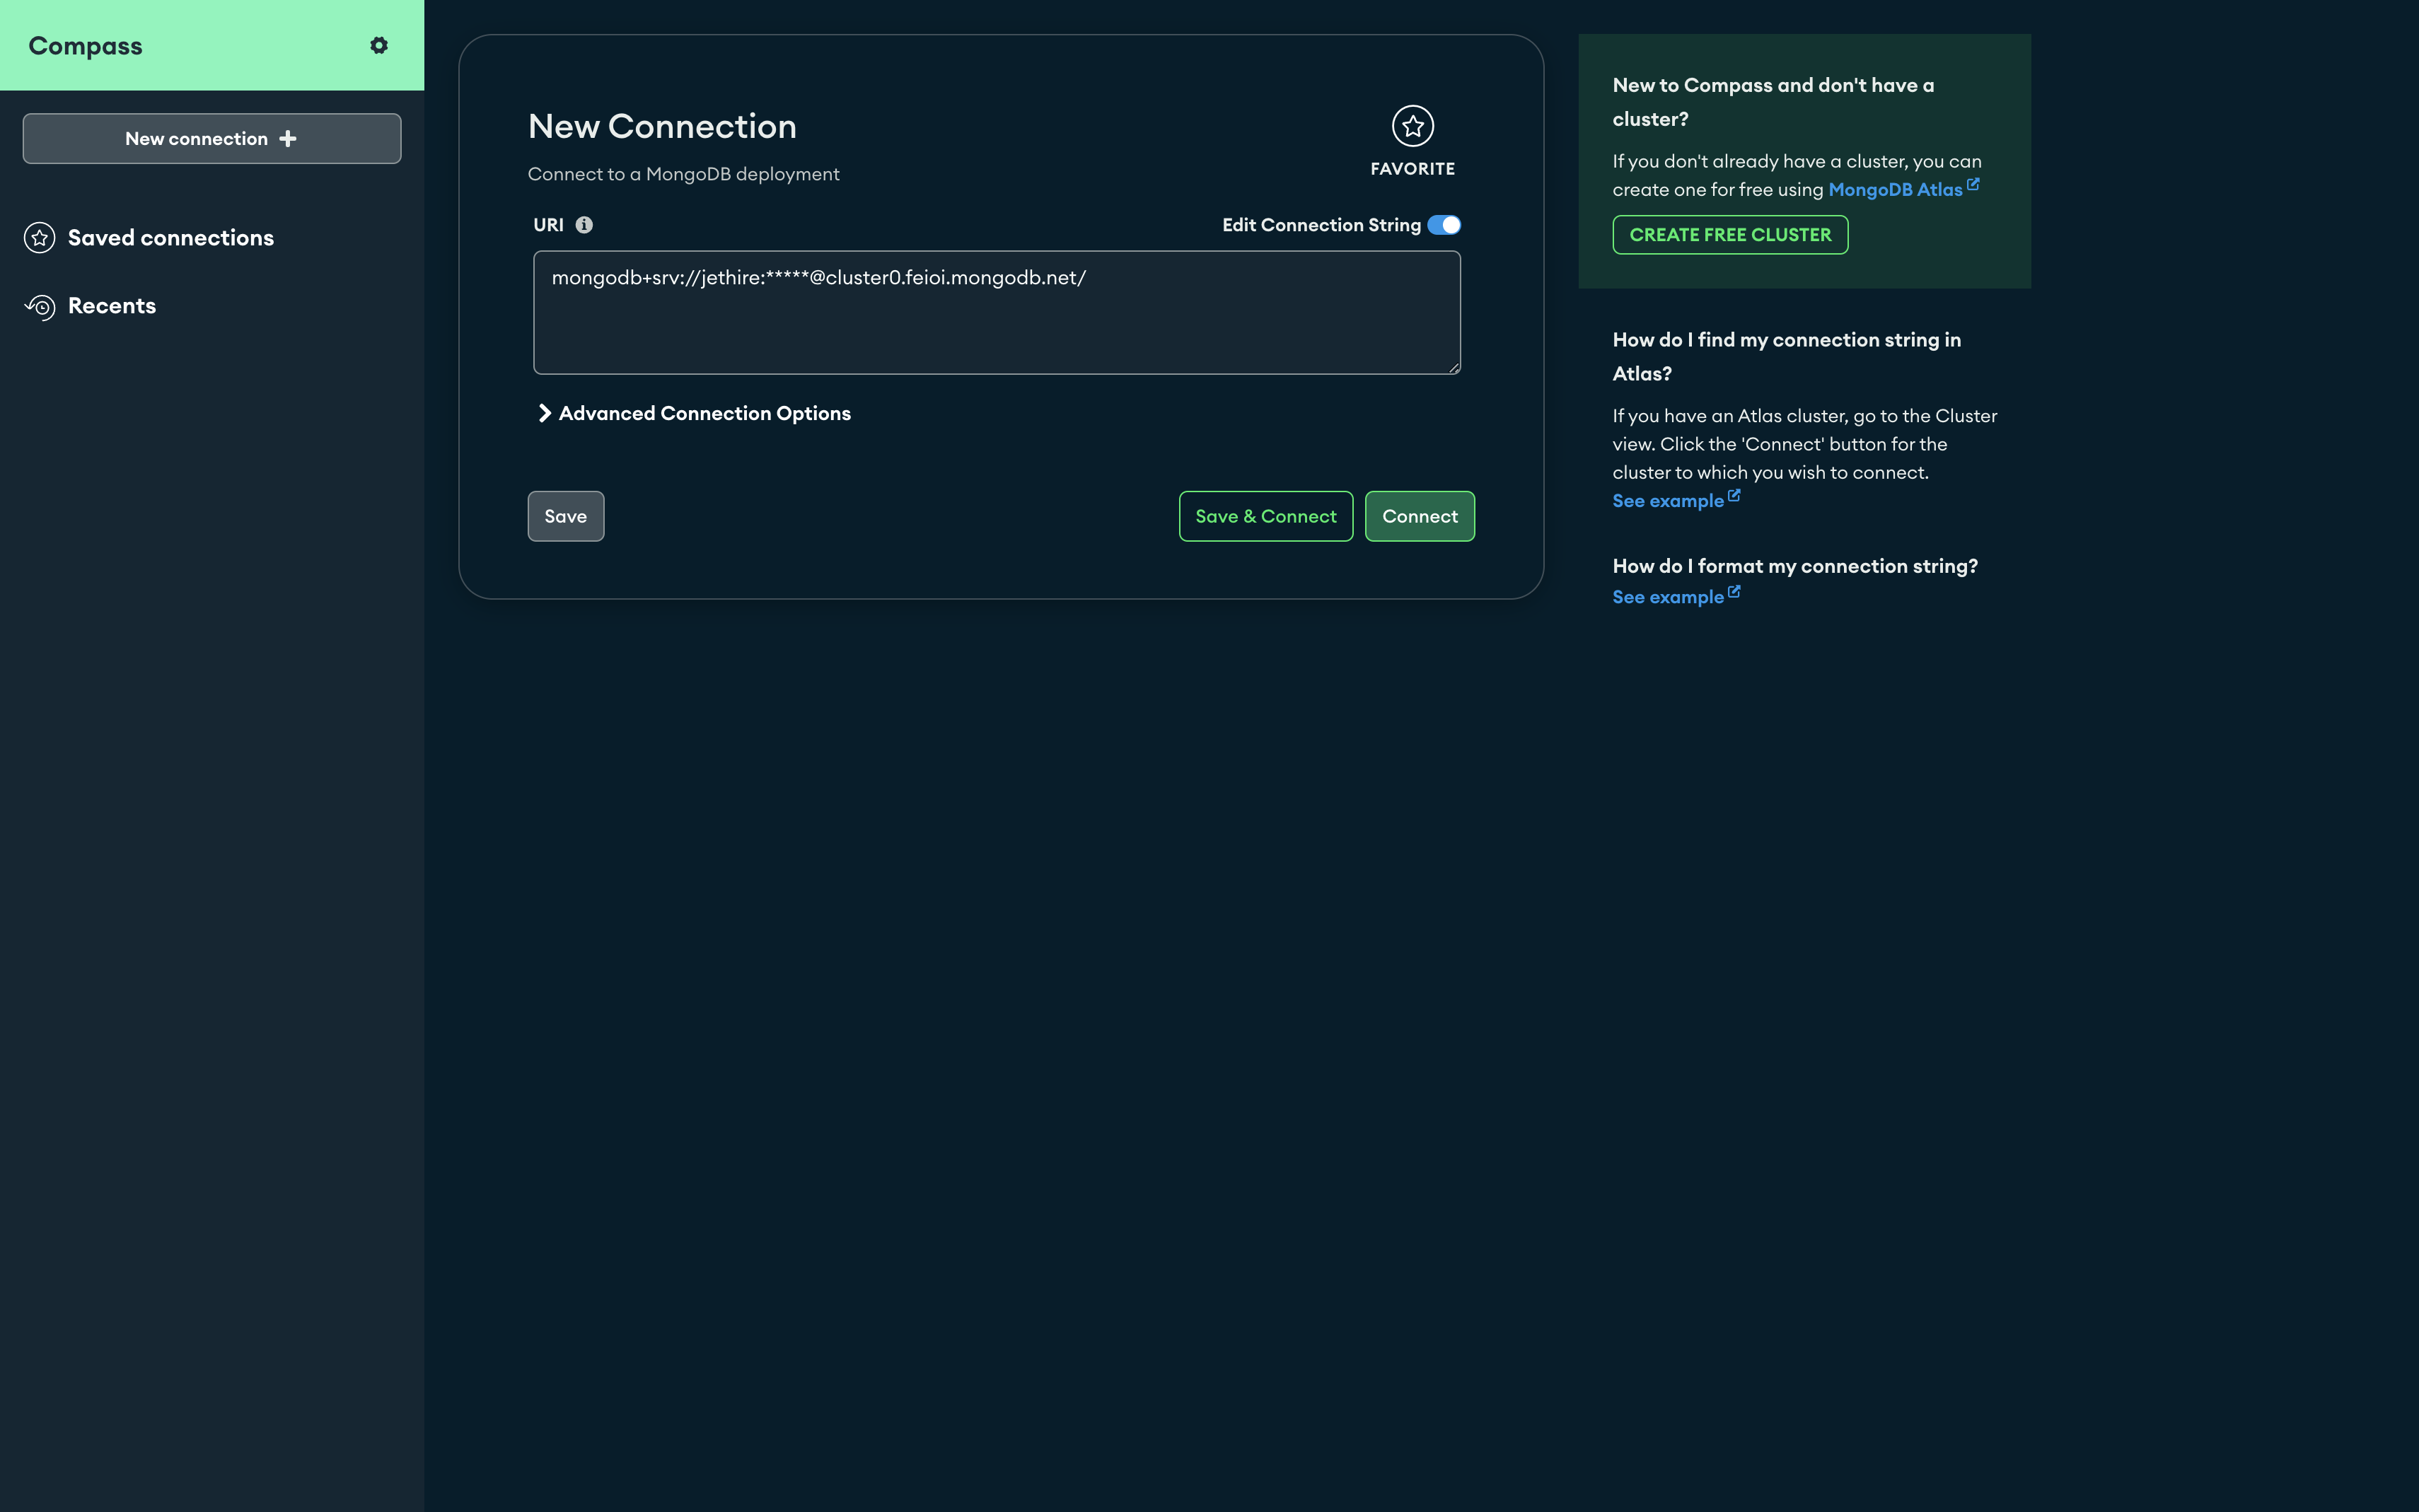 Compass
New connection
Saved connections
Recents
New Connection
Connect to a MongoDB deployment
FAVORITE
URI
Edit Connection String
mongodb+srv://jethire:*****@cluster0.feioi.mongodb.net/
Advanced Connection Options
Save
Save & Connect
Connect
New to Compass and don't have a
cluster?
If you don't already have a cluster, you can
create one for free using MongoDB Atlas
CREATE FREE CLUSTER
How do I find my connection string in
Atlas?
If you have an Atlas cluster, go to the Cluster
view. Click the 'Connect' button for the
cluster to which you wish to connect.
See example
How do I format my connection string?
See example